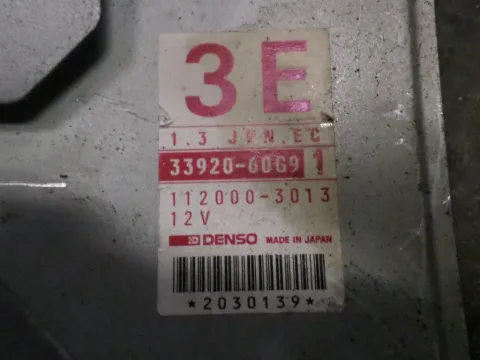 3E
1.3 JPN.EC
33920-60G9 1
112000-3013
12V
DENSO MADE IN JAPAN
*2030139*